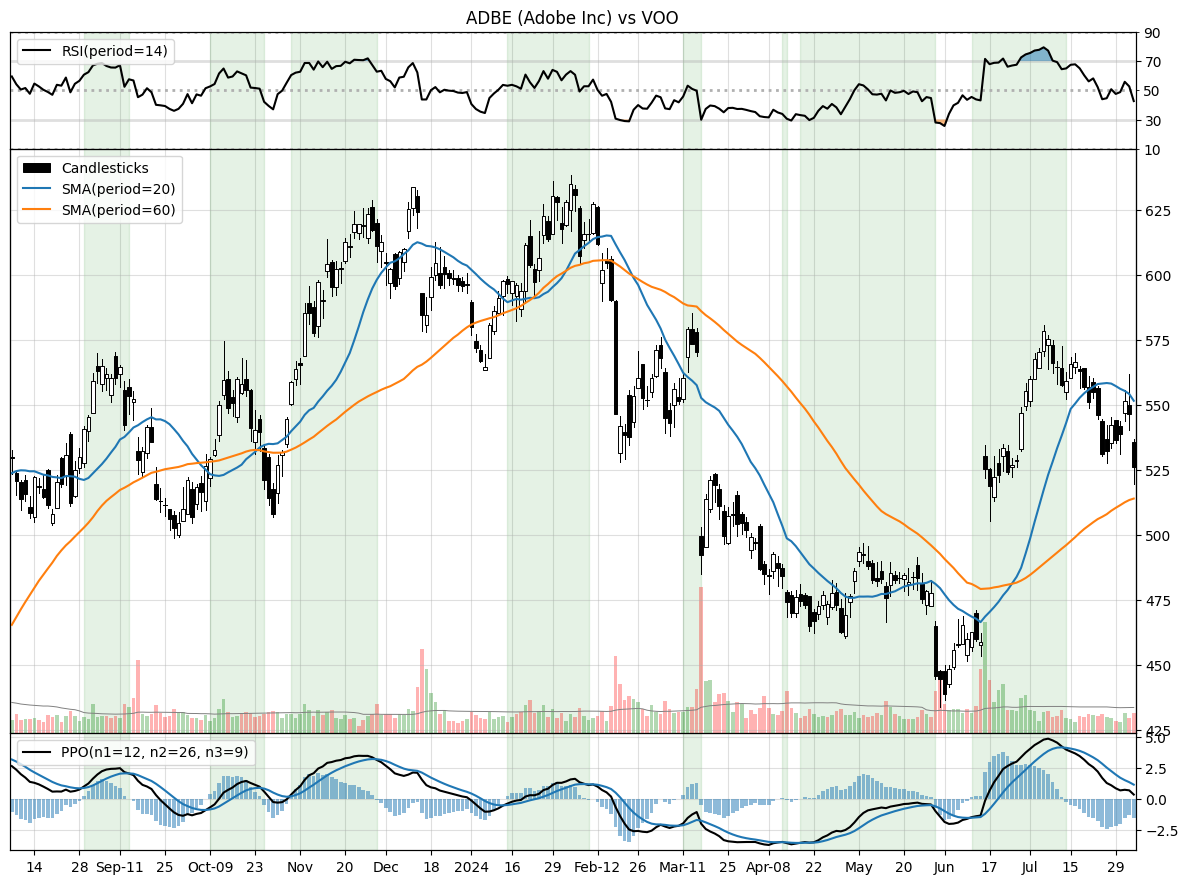 ADBE (Adobe Inc) vs VOO
RSI(period=14)
90
70
50
30
10
Candlesticks
SMA(period=20)
SMA(period=60)
625
600
575
550
525
500
475
450
425
PPO(n1=12, n2=26, n3=9)
5.0
2.5
0.0
−2.5
14 28 Sep-11 25 Oct-09 23 Nov 20 Dec 18 2024 16 29 Feb-12 26 Mar-11 25 Apr-08 22 May 20 Jun 17 Jul 15 29